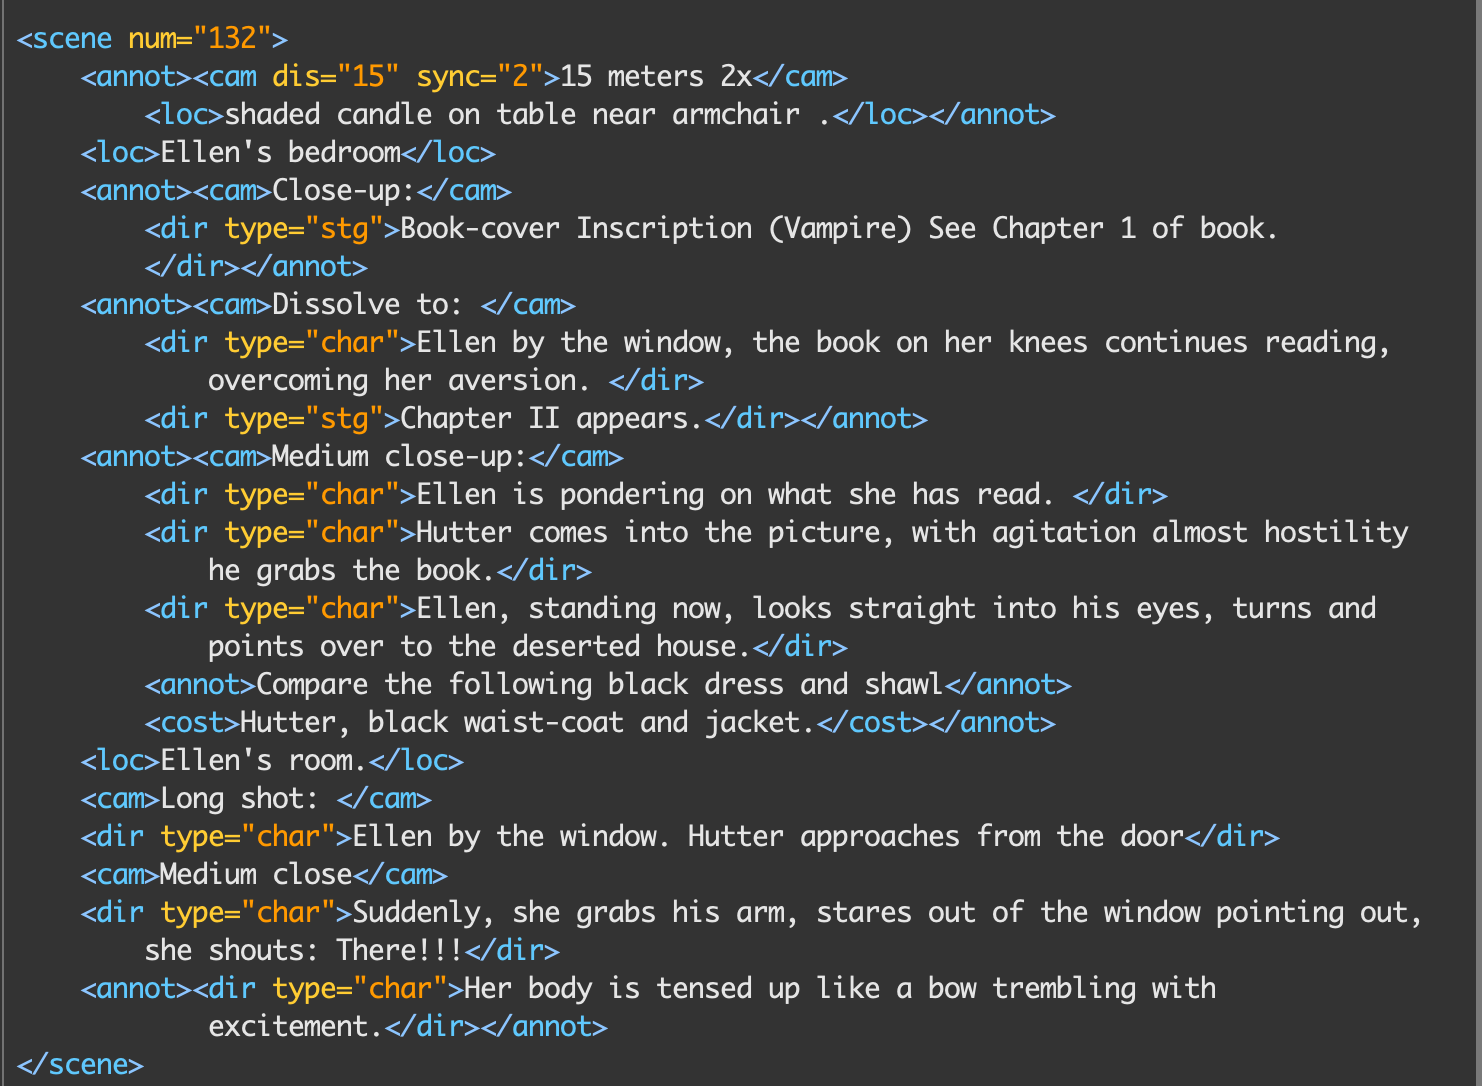 <scene num="132">
<annot><cam dis="15" sync="2">15 meters 2x</cam>
<loc>shaded candle on table near armchair .</loc></annot>
<loc>Ellen's bedroom</loc>
<annot><cam>Close-up:</cam>
<dir type="stg">Book-cover Inscription (Vampire) See Chapter 1 of book.
</dir></annot>
<annot><cam>Dissolve to: </cam>
<dir type="char">Ellen by the window, the book on her knees continues reading,
overcoming her aversion. </dir>
<dir type="stg">Chapter II appears.</dir></annot>
<annot><cam>Medium close-up:</cam>
<dir type="char">Ellen is pondering on what she has read. </dir>
<dir type="char">Hutter comes into the picture, with agitation almost hostility
he grabs the book.</dir>
<dir type="char">Ellen, standing now, looks straight into his eyes, turns and
points over to the deserted house.</dir>
<annot>Compare the following black dress and shawl</annot>
<cost>Hutter, black waist-coat and jacket.</cost></annot>
<loc>Ellen's room.</loc>
<cam>Long shot: </cam>
<dir type="char">Ellen by the window. Hutter approaches from the door</dir>
<cam>Medium close</cam>
<dir type="char">Suddenly, she grabs his arm, stares out of the window pointing out,
she shouts: There!!!</dir>
<annot><dir type="char">Her body is tensed up like a bow trembling with
excitement.</dir></annot>
</scene>